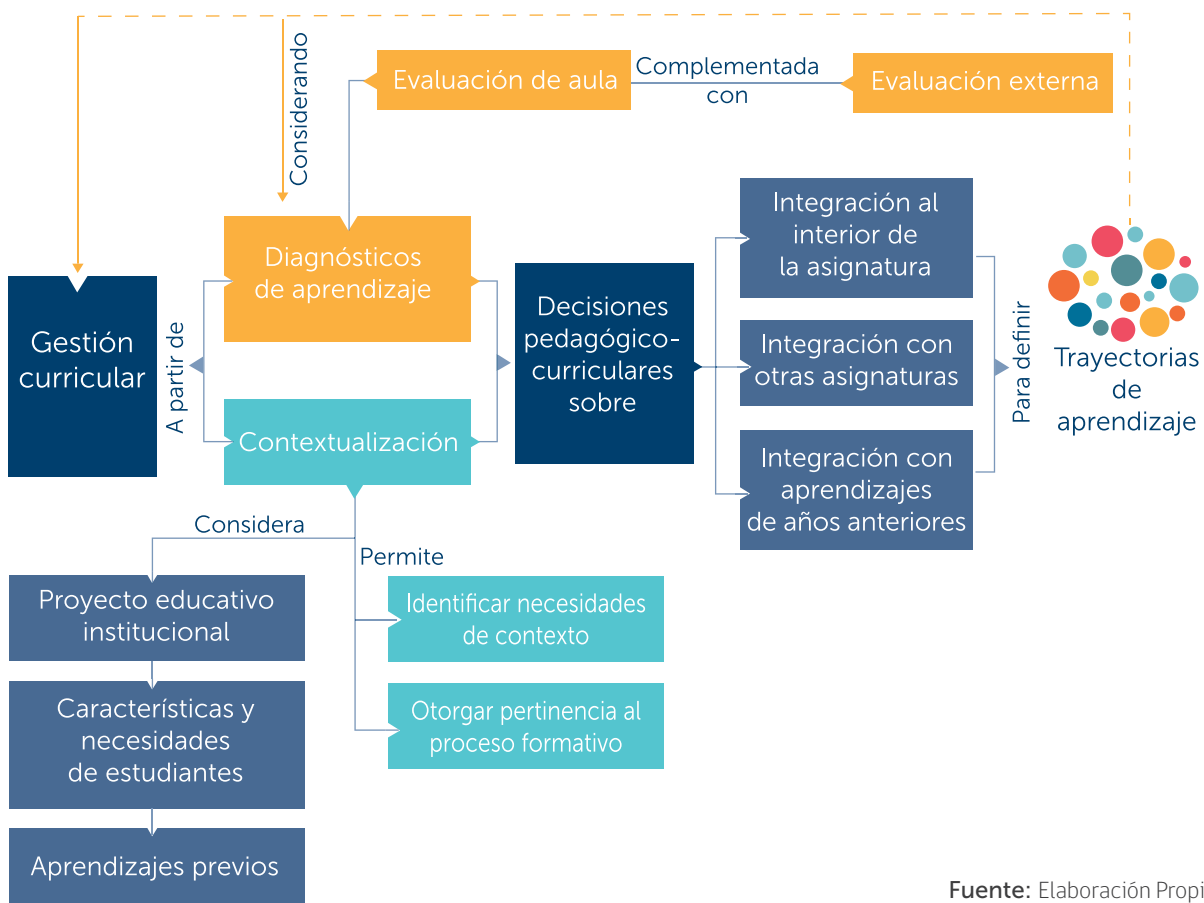 Considerando
Evaluación de aula
Complementada
con
Evaluación externa
Gestión
curricular
A partir de
Diagnósticos
de aprendizaje
Contextualización
Decisiones
pedagógico-
curriculares
sobre
Integración al
interior de
la asignatura
Integración con
otras asignaturas
Integración con
aprendizajes
de años anteriores
Para definir
Trayectorias
de
aprendizaje
Considera
Permite
Proyecto educativo
institucional
Características y
necesidades
de estudiantes
Aprendizajes previos
Identificar necesidades
de contexto
Otorgar pertinencia al
proceso formativo
Fuente: Elaboración Propi